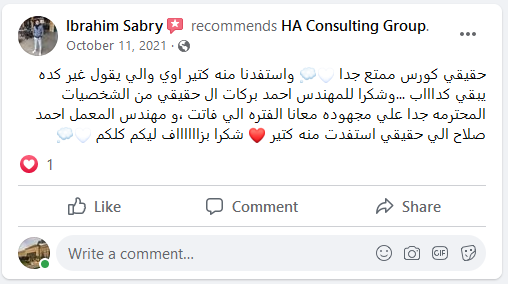 Ibrahim Sabry recommends HA Consulting Group.
October 11, 2021 ·
حقيقي كورس ممتع جدا 🤍💭 واستفدنا منه كتير اوي والي يقول غير كده
يبقي كداااب ...وشكرا للمهندس احمد بركات ال حقيقي من الشخصيات
المحترمه جدا علي مجهوده معانا الفتره الي فاتت ،و مهندس المعمل احمد
صلاح الي حقيقي استفدت منه كتير ❤️ شكرا بزااااااف ليكم كلكم 🤍💭
1
Like Comment Share
Write a comment...
GIF